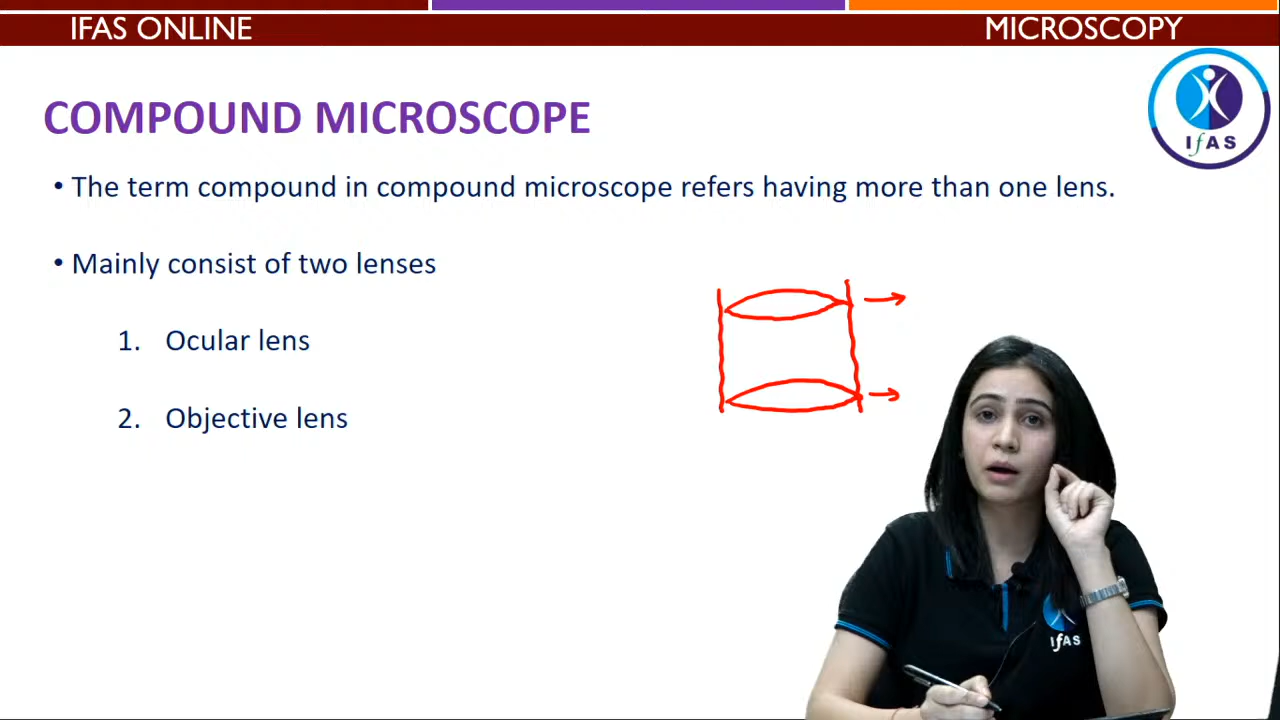 IFAS ONLINE
MICROSCOPY
IfAS
COMPOUND MICROSCOPE
• The term compound in compound microscope refers having more than one lens.
• Mainly consist of two lenses
1. Ocular lens
2. Objective lens
IfAS